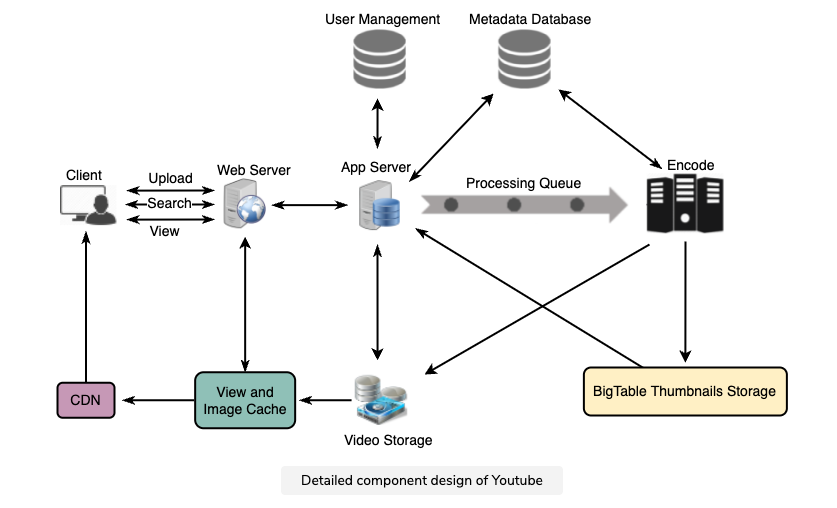 User Management
Metadata Database
Client
Upload
Search
View
Web Server
App Server
Processing Queue
Encode
CDN
View and
Image Cache
Video Storage
BigTable Thumbnails Storage
Detailed component design of Youtube